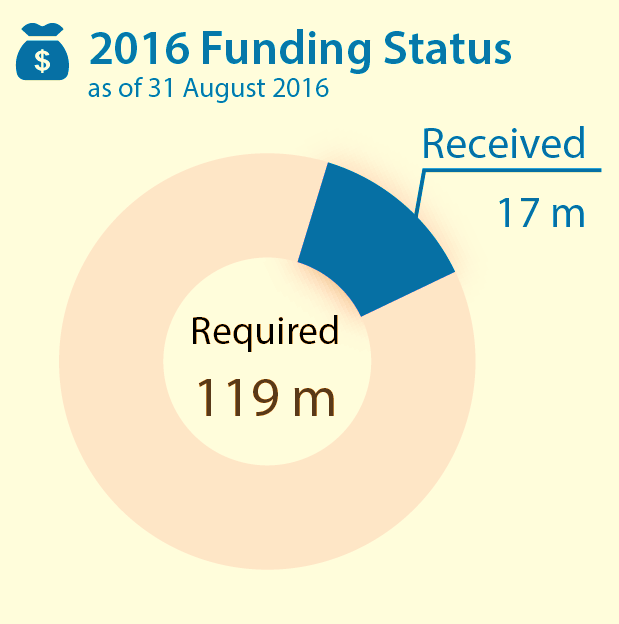 $
2016 Funding Status
as of 31 August 2016
Received
17 m
Required
119 m